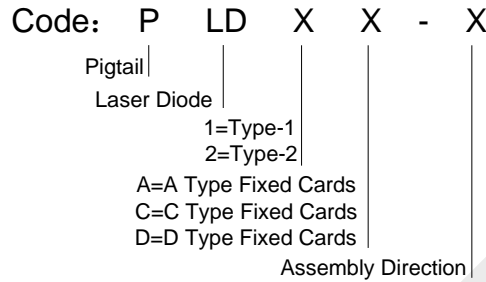 Code： P LD X X - X
Pigtail
Laser Diode
1=Type-1
2=Type-2
A=A Type Fixed Cards
C=C Type Fixed Cards
D=D Type Fixed Cards
Assembly Direction